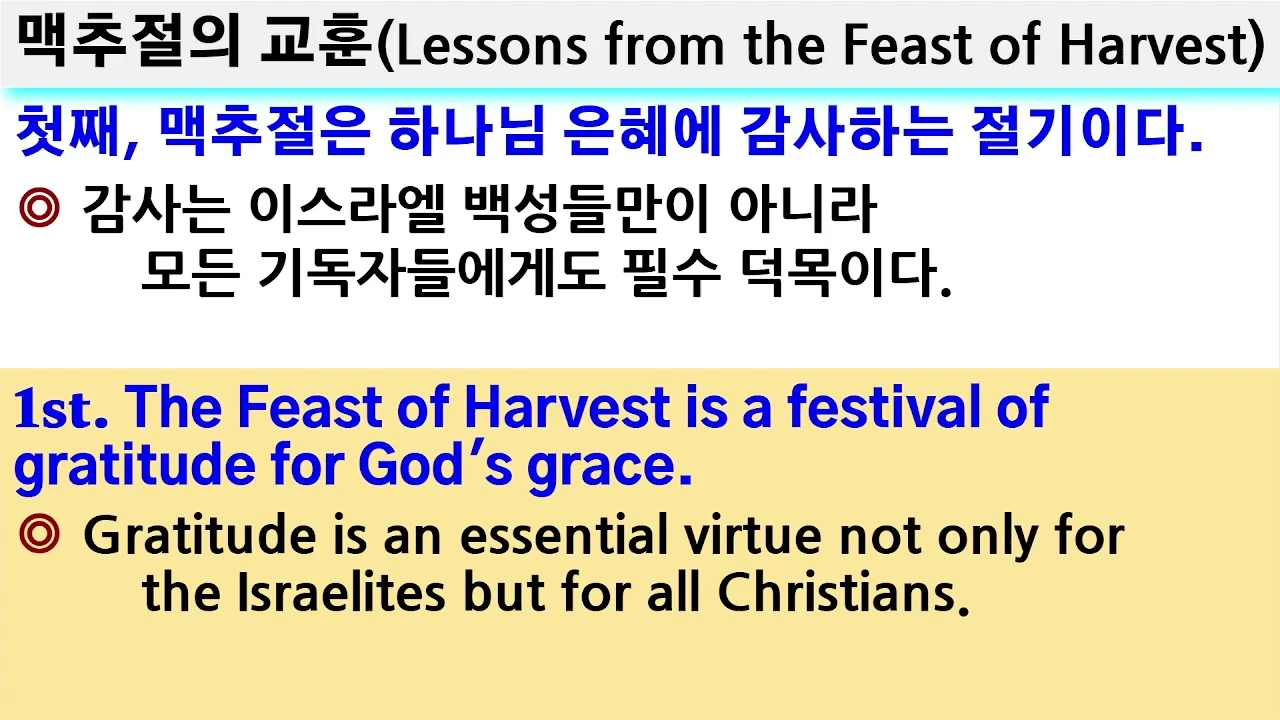 맥추절의 교훈(Lessons from the Feast of Harvest)
첫째, 맥추절은 하나님 은혜에 감사하는 절기이다.
◎ 감사는 이스라엘 백성들만이 아니라
모든 기독자들에게도 필수 덕목이다.
1st. The Feast of Harvest is a festival of
gratitude for God's grace.
◎ Gratitude is an essential virtue not only for
the Israelites but for all Christians.